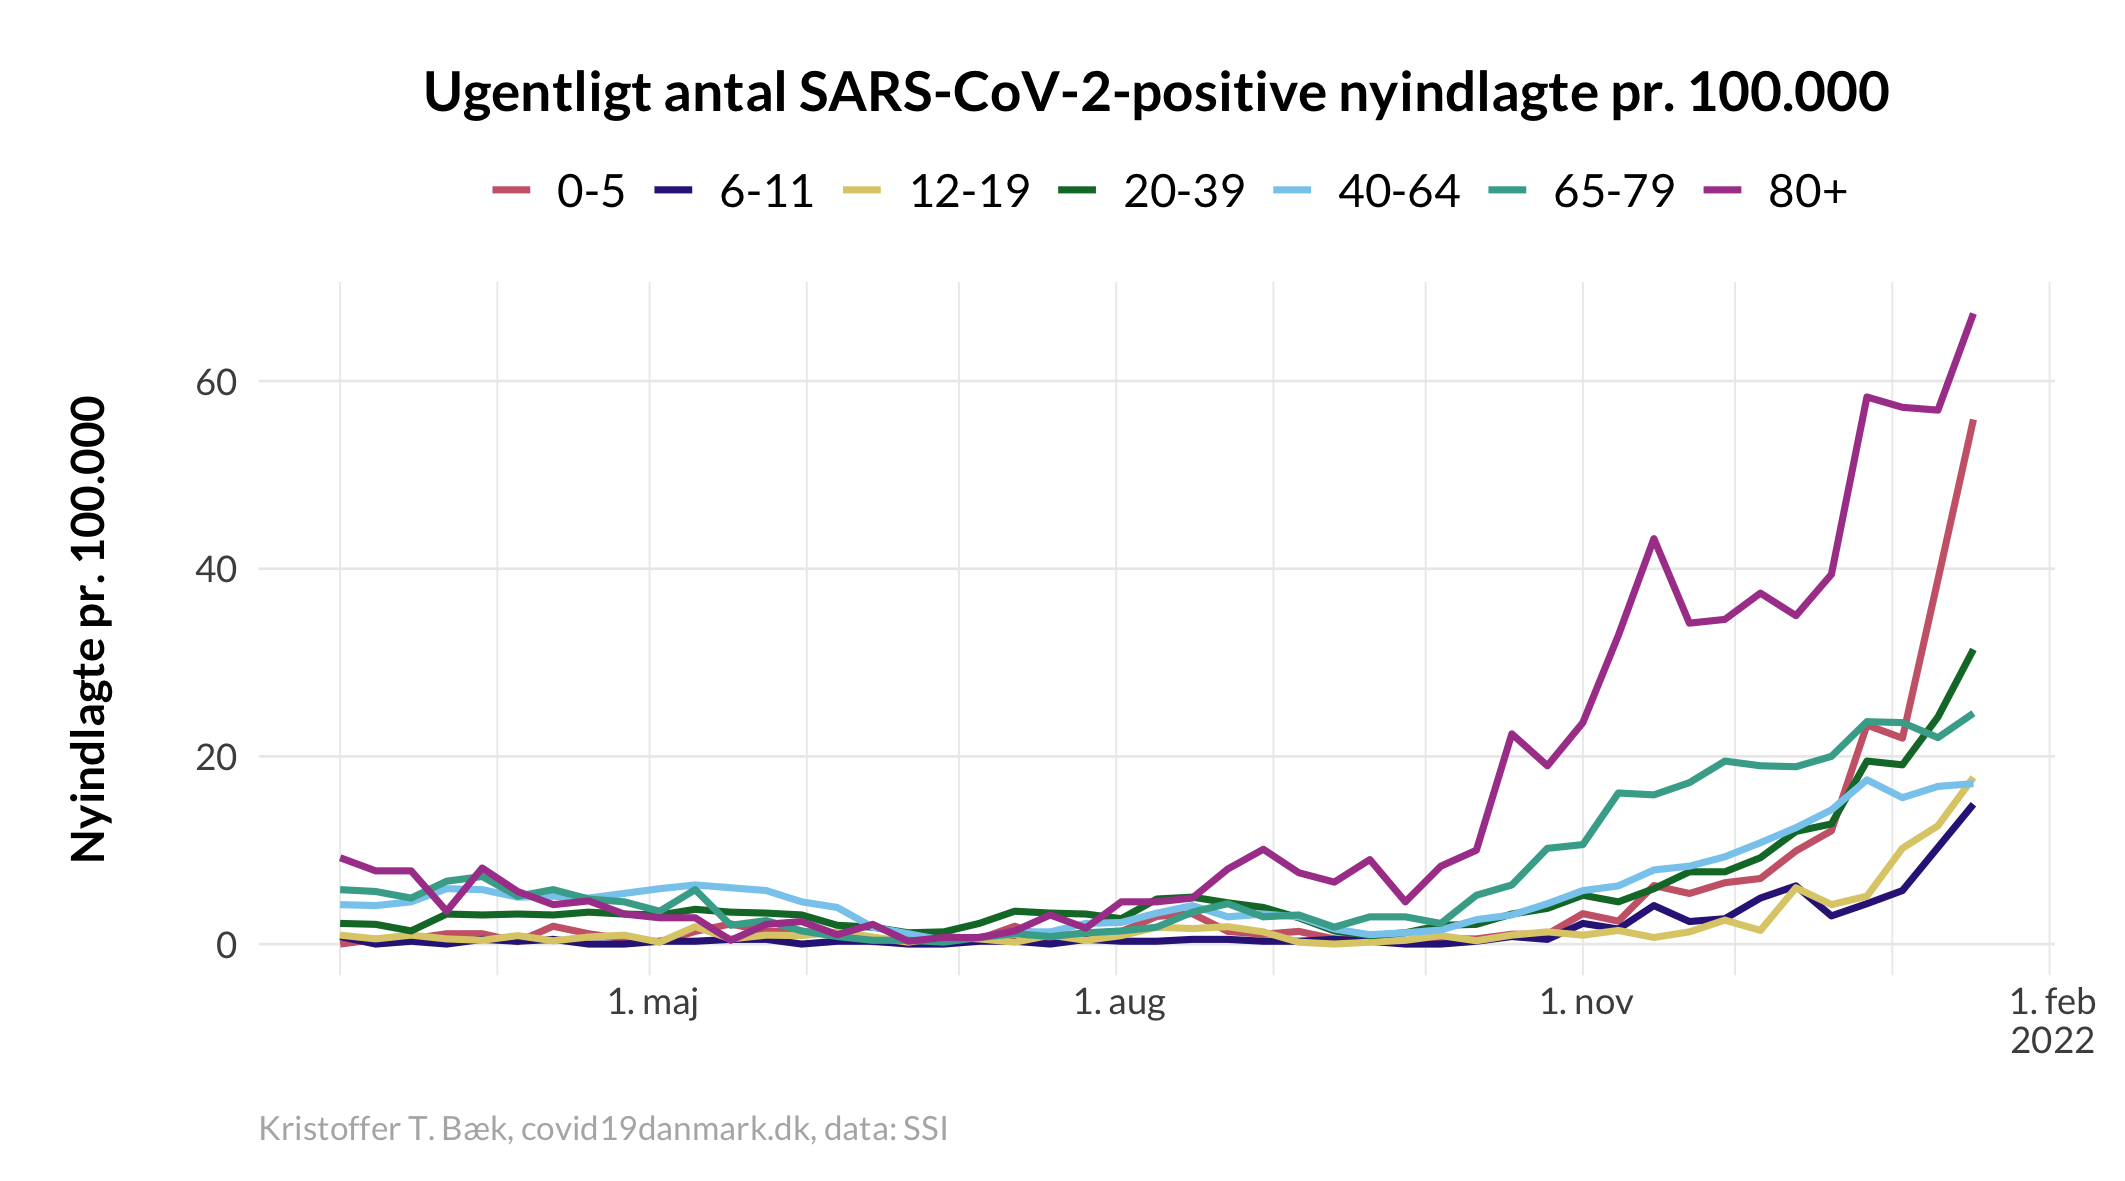 Ugentligt antal SARS-CoV-2-positive nyindlagte pr. 100.000
0-5 6-11 12-19 20-39 40-64 65-79 80+
Nyindlagte pr. 100.000
60
40
20
0
1. maj 1. aug 1. nov 1. feb
2022
Kristoffer T. Bæk, covid19danmark.dk, data: SSI